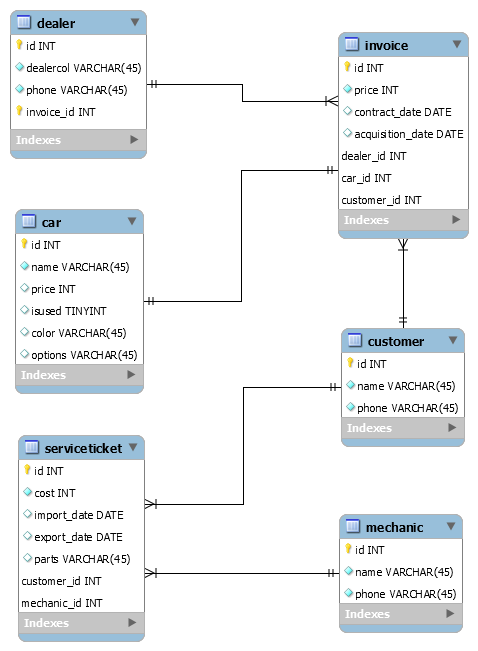 dealer
id INT
dealercol VARCHAR(45)
phone VARCHAR(45)
invoice_id INT
Indexes
invoice
id INT
price INT
contract_date DATE
acquisition_date DATE
dealer_id INT
car_id INT
customer_id INT
Indexes
car
id INT
name VARCHAR(45)
price INT
isused TINYINT
color VARCHAR(45)
options VARCHAR(45)
Indexes
customer
id INT
name VARCHAR(45)
phone VARCHAR(45)
Indexes
serviceticket
id INT
cost INT
import_date DATE
export_date DATE
parts VARCHAR(45)
customer_id INT
mechanic_id INT
Indexes
mechanic
id INT
name VARCHAR(45)
phone VARCHAR(45)
Indexes